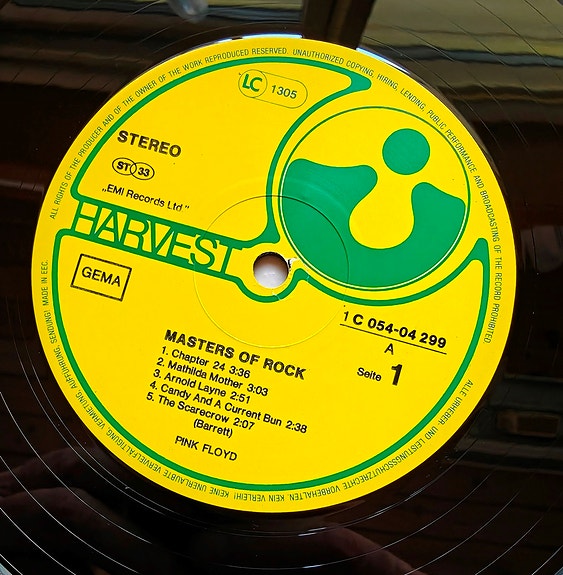 ALL RIGHTS OF THE PRODUCER AND OF THE OWNER OF THE WORK REPRODUCED RESERVED. UNAUTHORIZED COPYING, HIRING, LENDING, PUBLIC PERFORMANCE AND BROADCASTING OF THE RECORD PROHIBITED.
LC 1305
STEREO
ST 33
„EMI Records Ltd."
HARVEST
GEMA
1 C 054-04 299
A
Seite 1
MASTERS OF ROCK
1. Chapter 24 3:36
2. Mathilda Mother 3:03
3. Arnold Layne 2:51
4. Candy And A Current Bun 2:38
5. The Scarecrow 2:07
(Barrett)
PINK FLOYD
ALLE URHEBER- UND LEISTUNGSSCHUTZRECHTE VORBEHALTEN. KEIN VERLEIH! KEINE UNERLAUBTE VERVIELFÄLTIGUNG, VERMIETUNG, AUFFÜHRUNG, SENDUNG! MADE IN EEC.